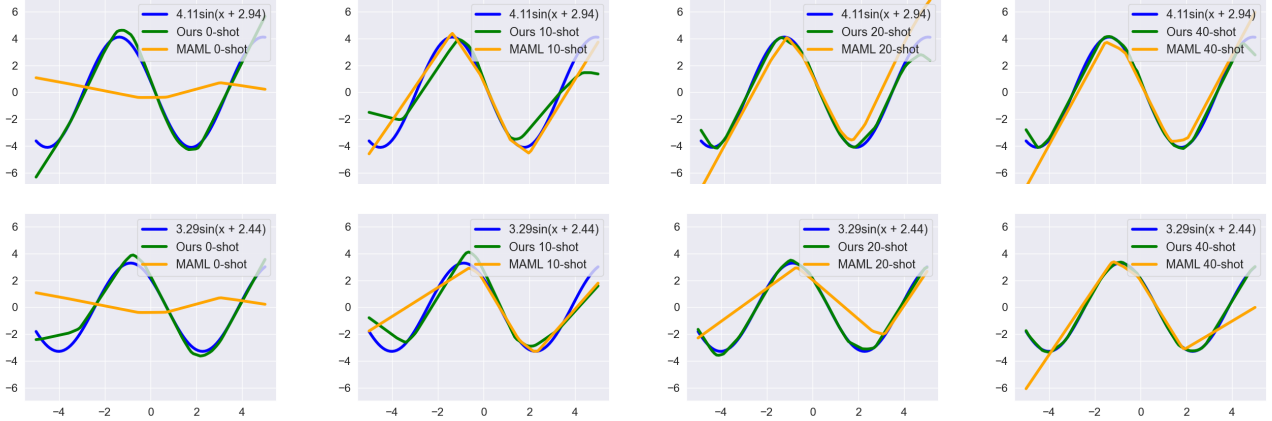 6
4
2
0
−2
−4
−6
4.11sin(x + 2.94)
Ours 0-shot
MAML 0-shot
6
4
2
0
−2
−4
−6
4.11sin(x + 2.94)
Ours 10-shot
MAML 10-shot
6
4
2
0
−2
−4
−6
4.11sin(x + 2.94)
Ours 20-shot
MAML 20-shot
6
4
2
0
−2
−4
−6
4.11sin(x + 2.94)
Ours 40-shot
MAML 40-shot
6
4
2
0
−2
−4
−6
3.29sin(x + 2.44)
Ours 0-shot
MAML 0-shot
−4 −2 0 2 4
6
4
2
0
−2
−4
−6
3.29sin(x + 2.44)
Ours 10-shot
MAML 10-shot
−4 −2 0 2 4
6
4
2
0
−2
−4
−6
3.29sin(x + 2.44)
Ours 20-shot
MAML 20-shot
−4 −2 0 2 4
6
4
2
0
−2
−4
−6
3.29sin(x + 2.44)
Ours 40-shot
MAML 40-shot
−4 −2 0 2 4